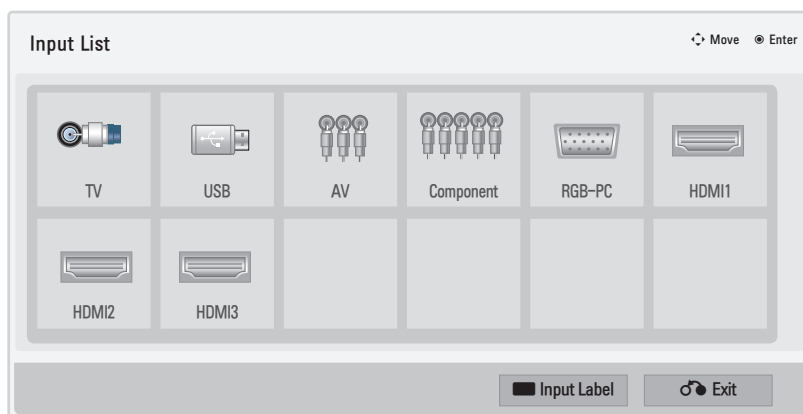 Input List
Move
Enter
TV
USB
AV
Component
RGB-PC
HDMI1
HDMI2
HDMI3
Input Label
Exit